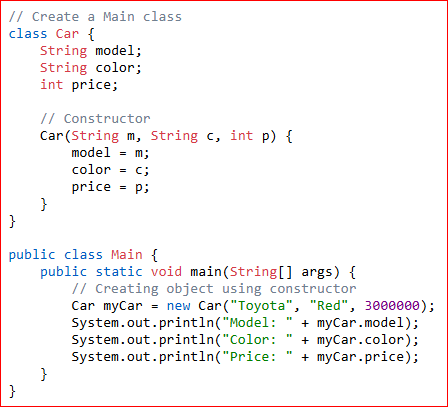 // Create a Main class
class Car {
    String model;
    String color;
    int price;

    // Constructor
    Car(String m, String c, int p) {
        model = m;
        color = c;
        price = p;
    }
}

public class Main {
    public static void main(String[] args) {
        // Creating object using constructor
        Car myCar = new Car("Toyota", "Red", 3000000);
        System.out.println("Model: " + myCar.model);
        System.out.println("Color: " + myCar.color);
        System.out.println("Price: " + myCar.price);
    }
}